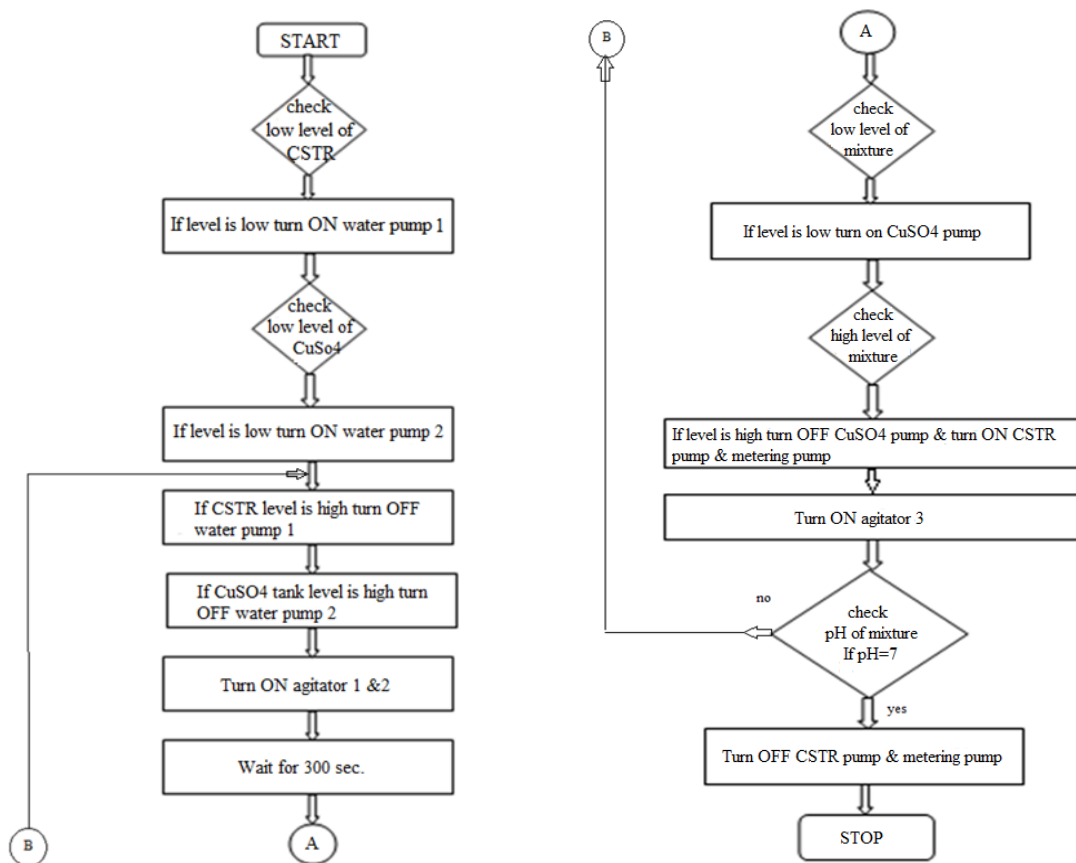 START
check
low level of
CSTR
If level is low turn ON water pump 1
check
low level of
CuSo4
If level is low turn ON water pump 2
If CSTR level is high turn OFF
water pump 1
If CuSO4 tank level is high turn
OFF water pump 2
Turn ON agitator 1 &2
Wait for 300 sec.
A
B
B
A
check
low level of
mixture
If level is low turn on CuSO4 pump
check
high level of
mixture
If level is high turn OFF CuSO4 pump & turn ON CSTR
pump & metering pump
Turn ON agitator 3
no
check
pH of mixture
If pH=7
yes
Turn OFF CSTR pump & metering pump
STOP